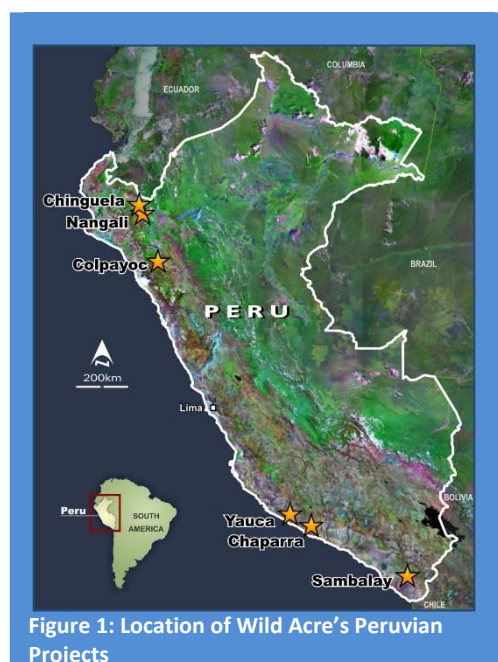 COLUMBIA
ECUADOR
Chinguela
Nangali
Colpayoc
BRAZIL
PERU
200km
Lima
BOLIVIA
Peru
SOUTH
AMERICA
Yauca
Chaparra
Sambalay
CHILE
Figure 1: Location of Wild Acre’s Peruvian
Projects